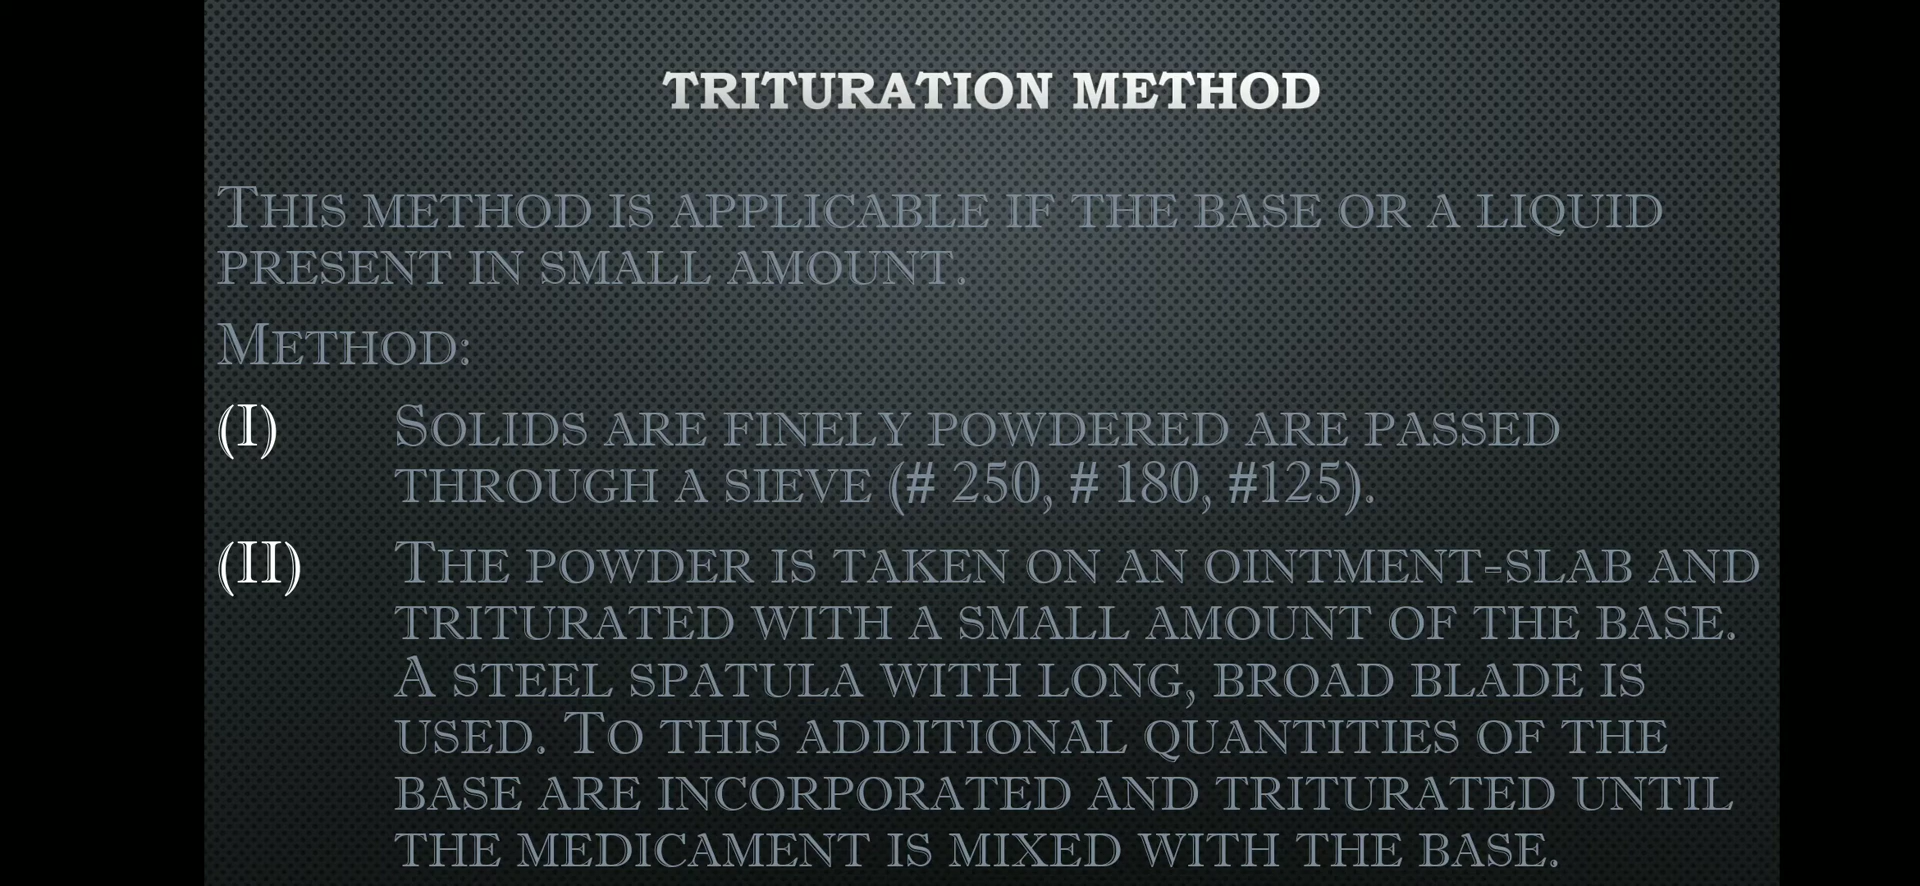 TRITURATION METHOD
THIS METHOD IS APPLICABLE IF THE BASE OR A LIQUID
PRESENT IN SMALL AMOUNT.
METHOD:
(I) SOLIDS ARE FINELY POWDERED ARE PASSED
THROUGH A SIEVE (# 250, # 180, #125).
(II) THE POWDER IS TAKEN ON AN OINTMENT-SLAB AND
TRITURATED WITH A SMALL AMOUNT OF THE BASE.
A STEEL SPATULA WITH LONG, BROAD BLADE IS
USED. TO THIS ADDITIONAL QUANTITIES OF THE
BASE ARE INCORPORATED AND TRITURATED UNTIL
THE MEDICAMENT IS MIXED WITH THE BASE.